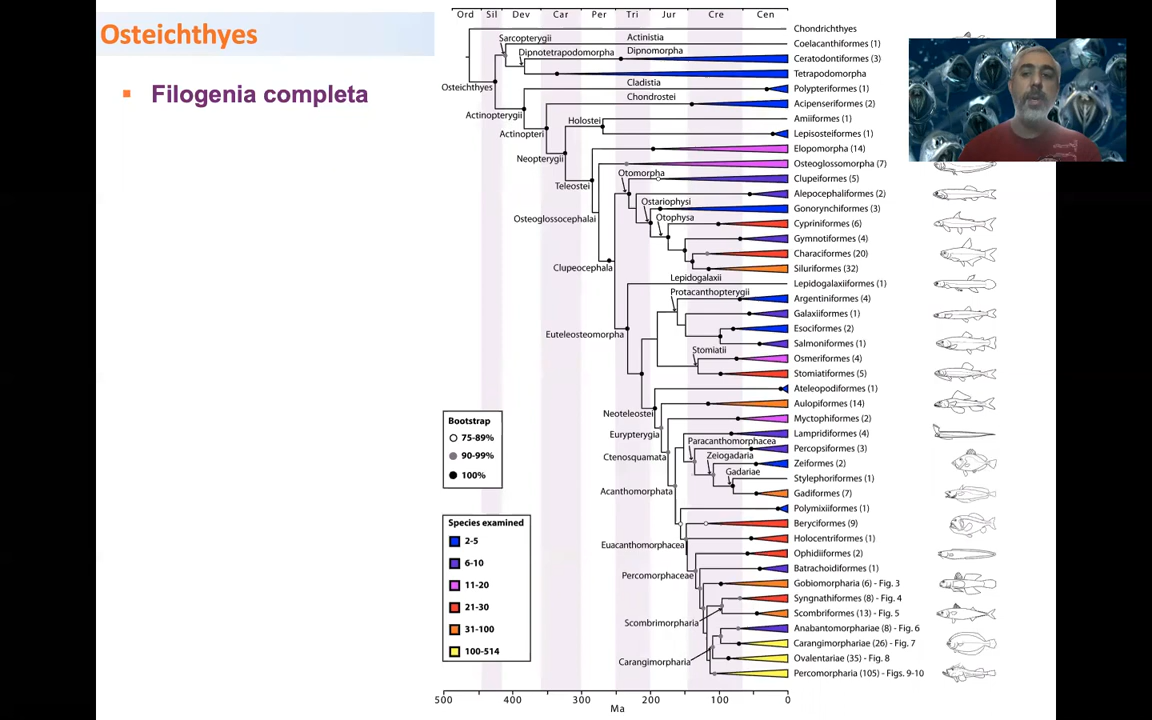 Osteichthyes
Filogenia completa
Ord Sil Dev Car Per Tri Jur Cre Cen
Chondrichthyes
Sarcopterygii Actinistia Coelacanthiformes (1)
Dipnotetrapodomorpha Dipnomorpha Ceratodontiformes (3)
Tetrapodomorpha
Osteichthyes Cladistia Polypteriformes (1)
Chondrostei Acipenseriformes (2)
Actinopterygii Holostei Amiiformes (1)
Actinopteri Lepisosteiformes (1)
Neopterygii Elopomorpha (14)
Osteoglossomorpha (7)
Teleostei Otomorpha Clupeiformes (5)
Alepocephaliformes (2)
Ostariophysi Gonorynchiformes (3)
Osteoglossocephalai Otophysa Cypriniformes (6)
Gymnotiformes (4)
Characiformes (20)
Clupeocephala Siluriformes (32)
Lepidogalaxii Lepidogalaxiiformes (1)
Protacanthopterygii Argentiniformes (4)
Galaxiiformes (1)
Euteleosteomorpha Esociformes (2)
Salmoniformes (1)
Stomiatii Osmeriformes (4)
Stomiatiformes (5)
Ateleopodiformes (1)
Neoteleostei Aulopiformes (14)
Myctophiformes (2)
Eurypterygia Lampridiformes (4)
Paracanthomorphacea Percopsiformes (3)
Ctenosquamata Zeiogadaria Zeiformes (2)
Gadariae Stylephoriformes (1)
Acanthomorphata Gadiformes (7)
Polymixiiformes (1)
Beryciformes (9)
Euacanthomorphacea Holocentriformes (1)
Ophidiiformes (2)
Percomorphaceae Batrachoidiformes (1)
Gobiomorpharia (6) - Fig. 3
Syngnathiformes (8) - Fig. 4
Scombrimorpharia Scombriformes (13) - Fig. 5
Anabantomorphariae (8) - Fig. 6
Carangimorphariae (26) - Fig. 7
Carangimorpharia Ovalentariae (35) - Fig. 8
Percomorpharia (105) - Figs. 9-10
Bootstrap
75-89%
90-99%
100%
Species examined
2-5
6-10
11-20
21-30
31-100
100-514
500 400 300 200 100 0
Ma